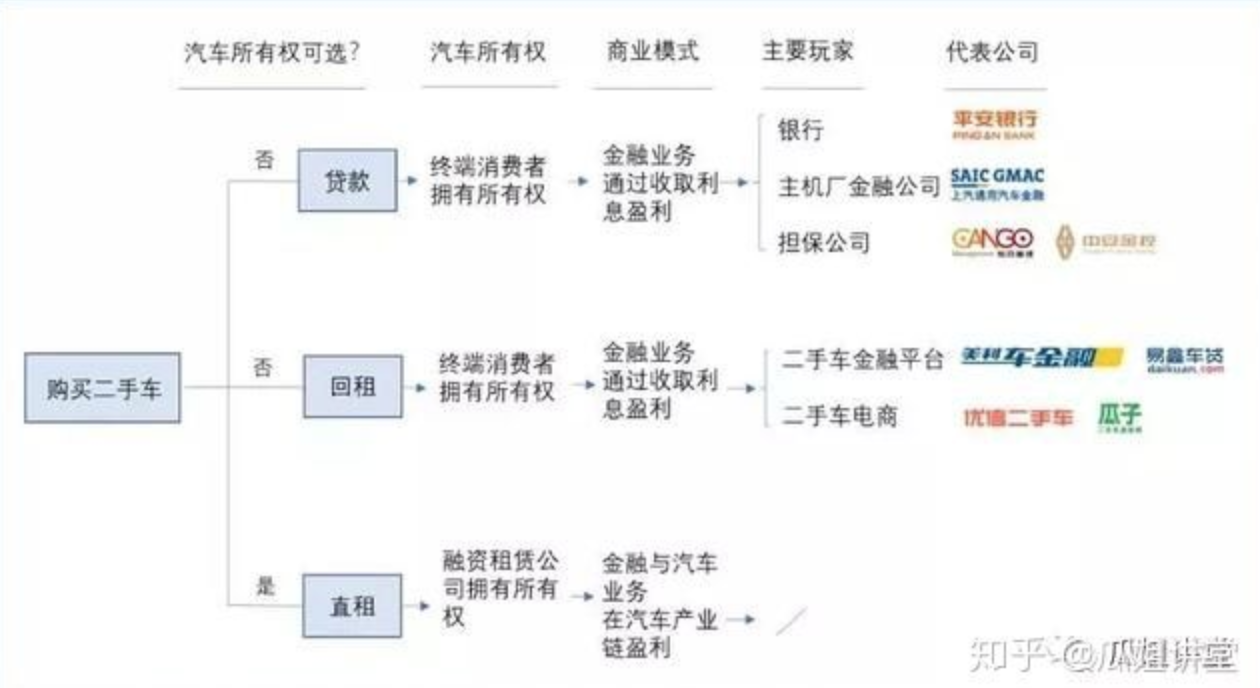 汽车所有权可选？
汽车所有权
商业模式
主要玩家
代表公司
否
贷款
终端消费者
拥有所有权
金融业务
通过收取利
息盈利
银行
平安银行
PING AN BANK
主机厂金融公司
SAIC GMAC
上汽通用汽车金融
担保公司
CANGO
购买二手车
否
回租
终端消费者
拥有所有权
金融业务
通过收取利
息盈利
二手车金融平台
美利车金融
易鑫车贷
daikuan.com
二手车电商
优信二手车
瓜子
是
直租
融资租赁公
司拥有所有
权
金融与汽车
业务
在汽车产业
链盈利
/
知乎 @瓜姐讲堂